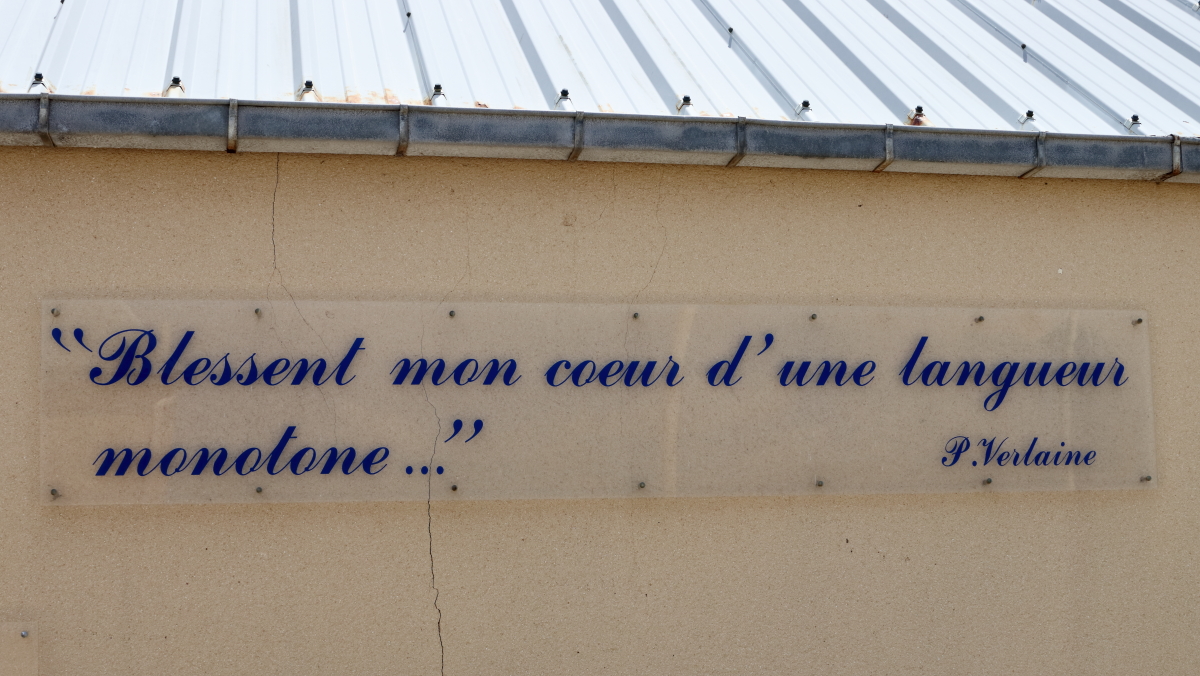 “Blessent mon coeur d’une langueur
monotone ...”
P.Verlaine